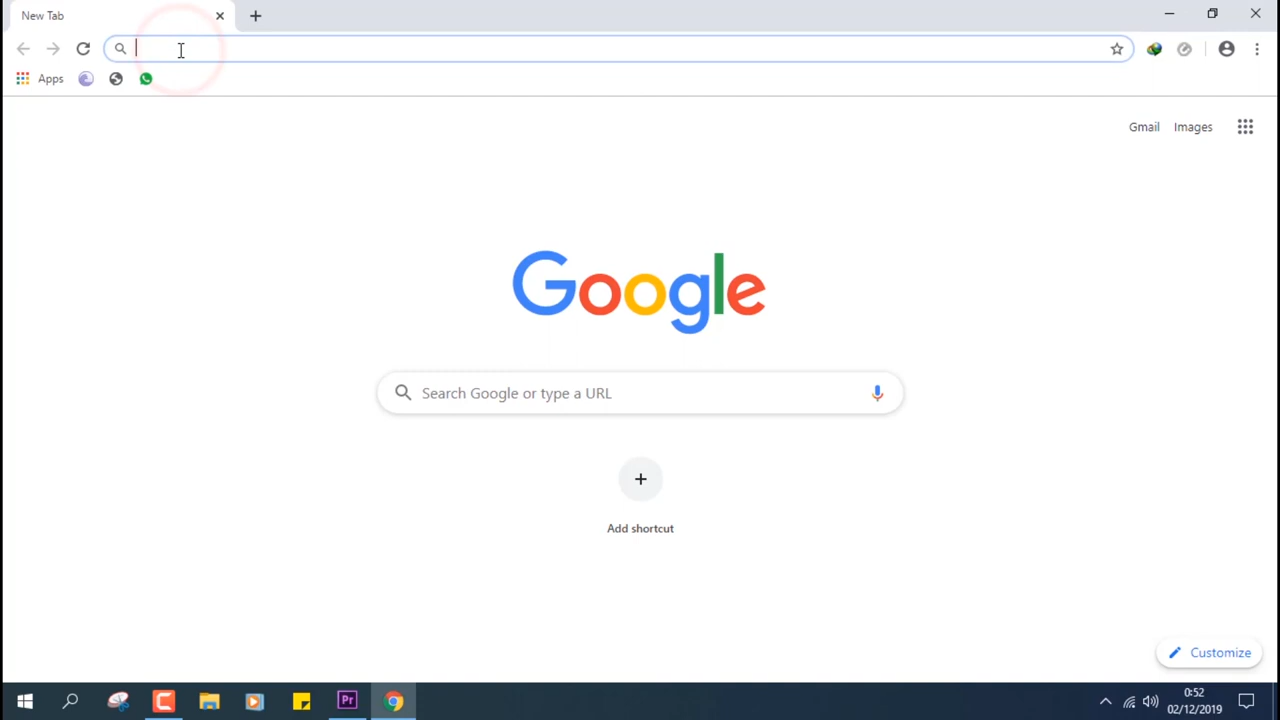 New Tab
Apps
Gmail Images
Google
Search Google or type a URL
Add shortcut
Customize
Pr
0:52
02/12/2019